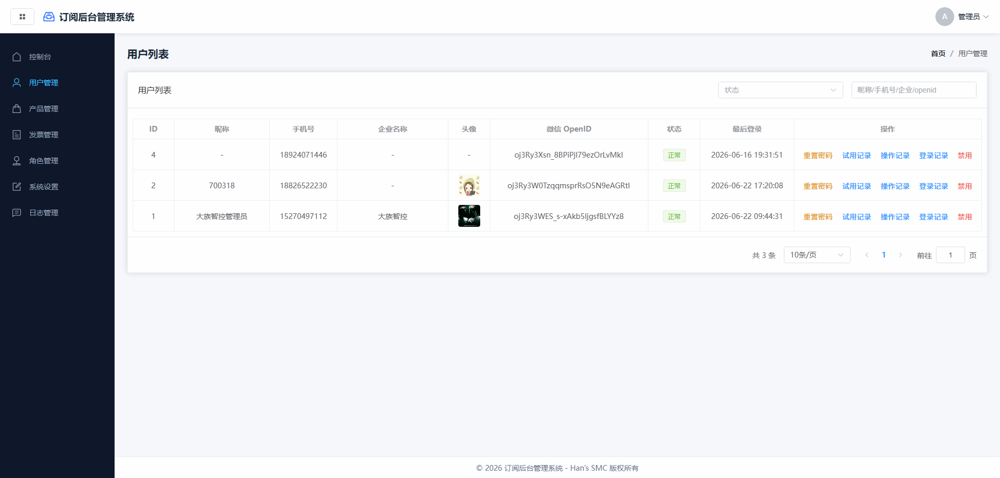 订阅后台管理系统
A 管理员
控制台
用户管理
产品管理
发票管理
角色管理
系统设置
日志管理
用户列表
首页 / 用户管理
用户列表
状态
昵称/手机号/企业/openid
ID 昵称 手机号 企业名称 头像 微信 OpenID 状态 最后登录 操作
4 - 18924071446 - - oj3Ry3Xsn_8BPiPjl79ezOrLvMkI 正常 2026-06-16 19:31:51 重置密码 试用记录 操作记录 登录记录 禁用
2 700318 18826522230 - oj3Ry3W0TzqqmsprRsO5N9eAGRtI 正常 2026-06-22 17:20:08 重置密码 试用记录 操作记录 登录记录 禁用
1 大族智控管理员 15270497112 大族智控 oj3Ry3WES_s-xAkb5ljgsfBLYYz8 正常 2026-06-22 09:44:31 重置密码 试用记录 操作记录 登录记录 禁用
共 3 条 10条/页 1 前往 1 页
© 2026 订阅后台管理系统 - Han's SMC 版权所有